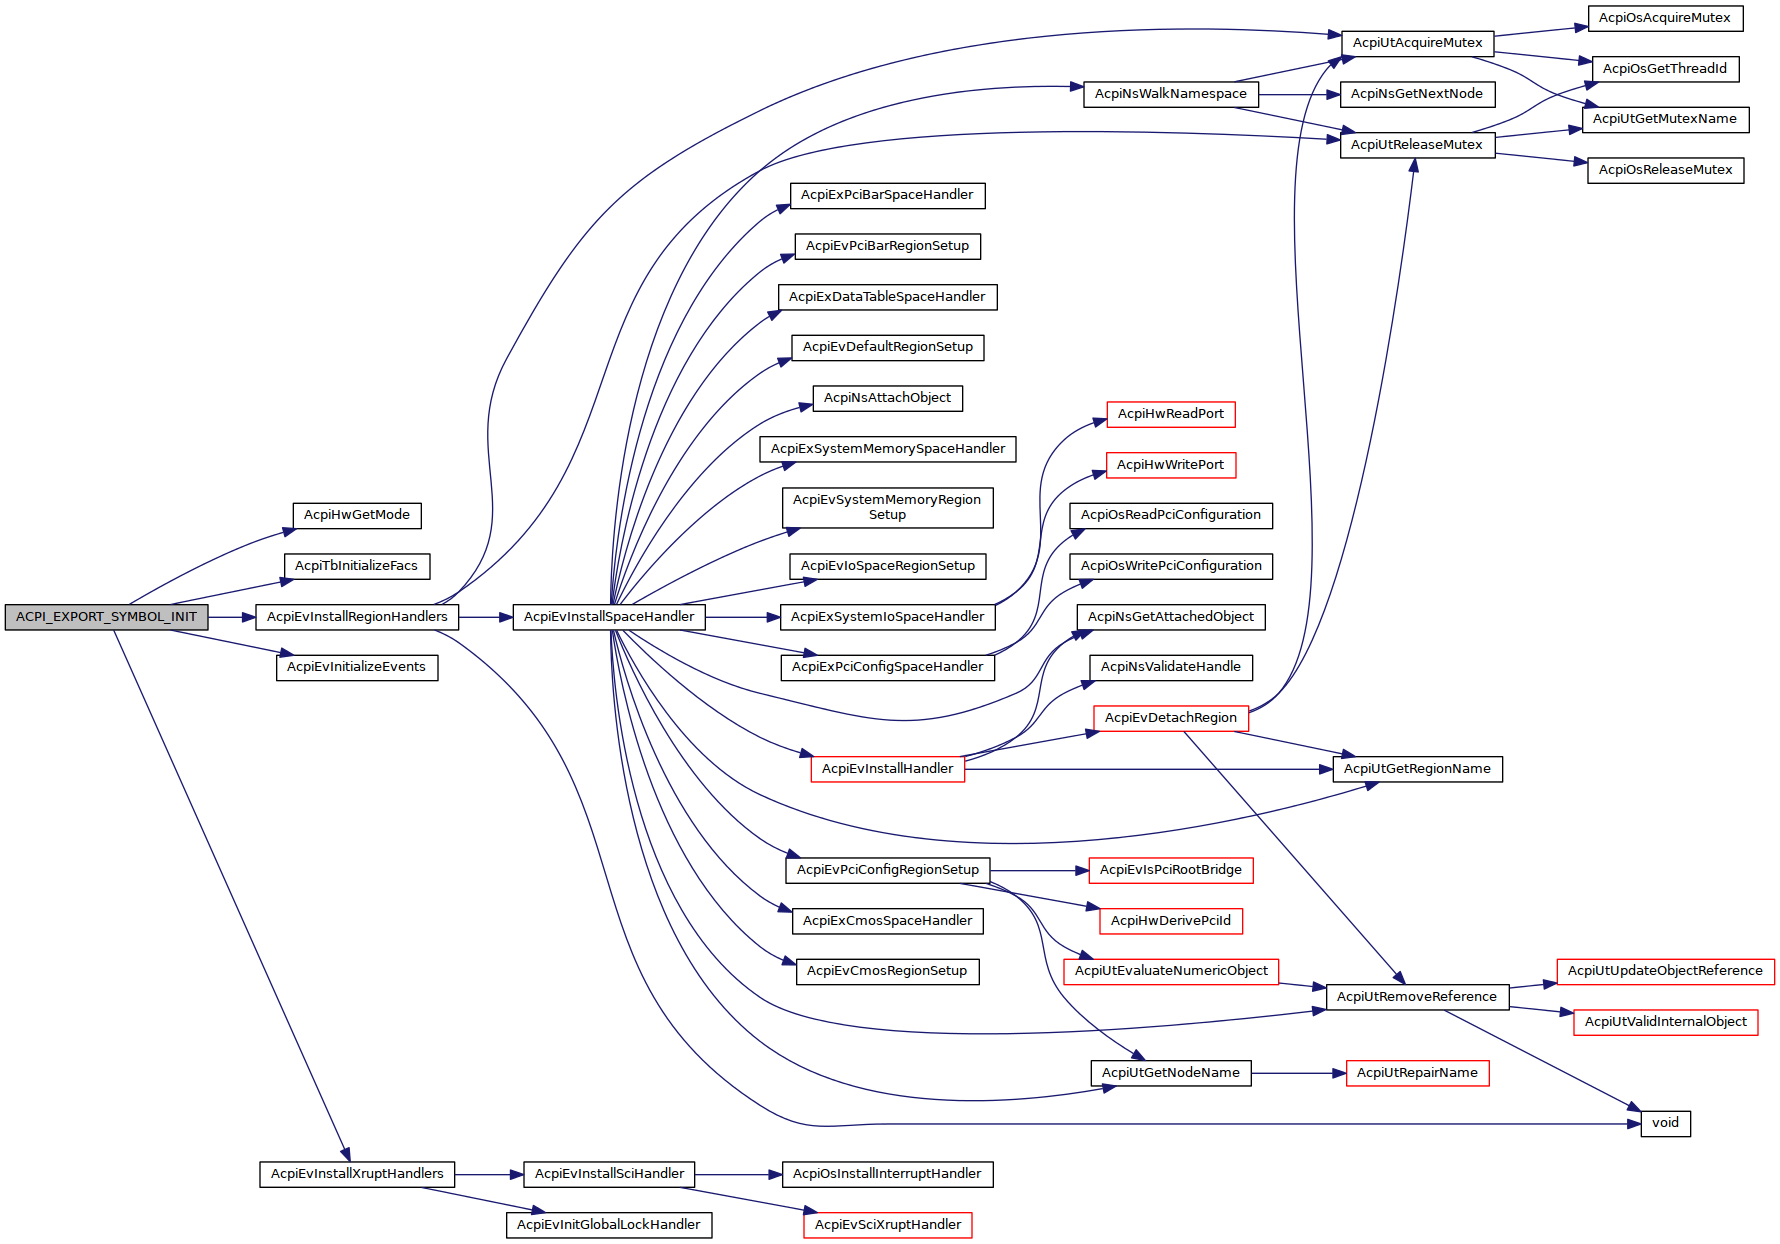 AcpiOsAcquireMutex
AcpiUtAcquireMutex
AcpiOsGetThreadId
AcpiNsWalkNamespace
AcpiNsGetNextNode
AcpiUtGetMutexName
AcpiUtReleaseMutex
AcpiOsReleaseMutex
AcpiExPciBarSpaceHandler
AcpiEvPciBarRegionSetup
AcpiExDataTableSpaceHandler
AcpiEvDefaultRegionSetup
AcpiNsAttachObject
AcpiHwReadPort
AcpiExSystemMemorySpaceHandler
AcpiHwWritePort
AcpiEvSystemMemoryRegion
Setup
AcpiHwGetMode
AcpiOsReadPciConfiguration
AcpiTbInitializeFacs
AcpiEvIoSpaceRegionSetup
AcpiOsWritePciConfiguration
ACPI_EXPORT_SYMBOL_INIT
AcpiEvInstallRegionHandlers
AcpiEvInstallSpaceHandler
AcpiExSystemIoSpaceHandler
AcpiNsGetAttachedObject
AcpiEvInitializeEvents
AcpiExPciConfigSpaceHandler
AcpiNsValidateHandle
AcpiEvDetachRegion
AcpiEvInstallHandler
AcpiUtGetRegionName
AcpiEvPciConfigRegionSetup
AcpiEvIsPciRootBridge
AcpiExCmosSpaceHandler
AcpiHwDerivePciId
AcpiEvCmosRegionSetup
AcpiUtEvaluateNumericObject
AcpiUtUpdateObjectReference
AcpiUtRemoveReference
AcpiUtValidInternalObject
AcpiUtGetNodeName
AcpiUtRepairName
void
AcpiEvInstallXruptHandlers
AcpiEvInstallSciHandler
AcpiOsInstallInterruptHandler
AcpiEvInitGlobalLockHandler
AcpiEvSciXruptHandler